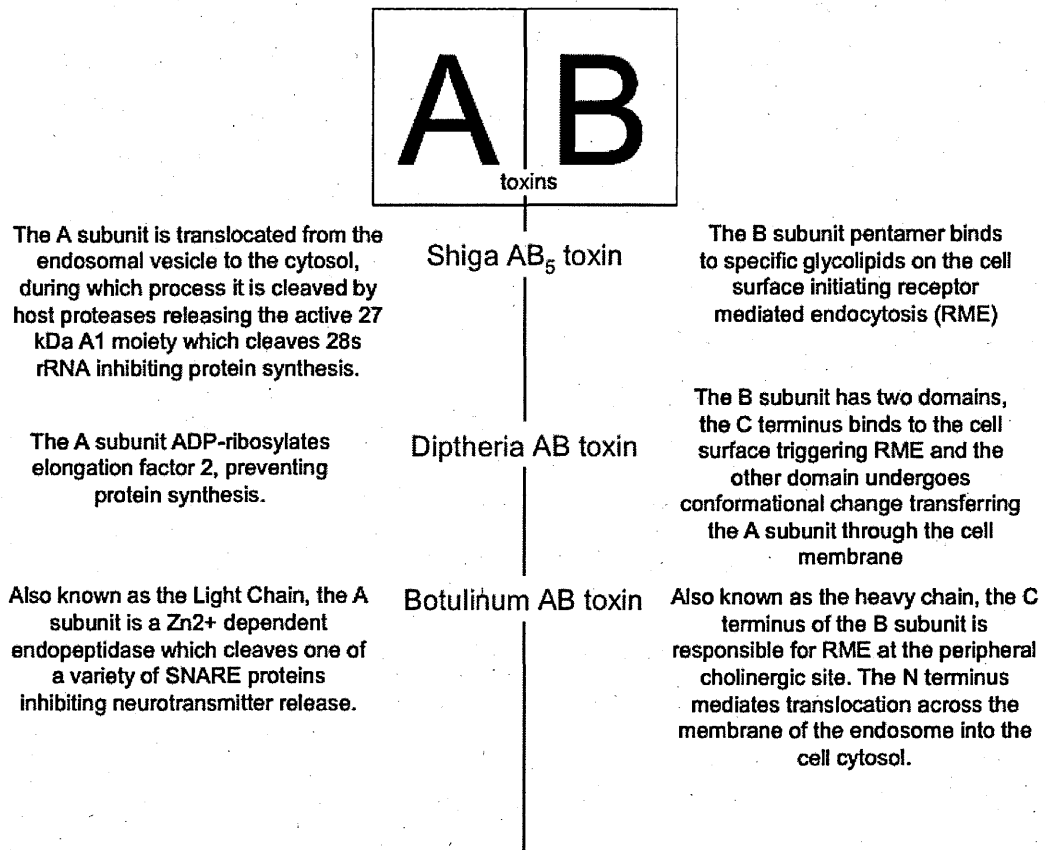 A B
toxins
The A subunit is translocated from the
endosomal vesicle to the cytosol,
during which process it is cleaved by
host proteases releasing the active 27
kDa A1 moiety which cleaves 28s
rRNA inhibiting protein synthesis.
Shiga AB5 toxin
The B subunit pentamer binds
to specific glycolipids on the cell
surface initiating receptor
mediated endocytosis (RME)
The A subunit ADP-ribosylates
elongation factor 2, preventing
protein synthesis.
Diptheria AB toxin
The B subunit has two domains,
the C terminus binds to the cell
surface triggering RME and the
other domain undergoes
conformational change transferring
the A subunit through the cell
membrane
Also known as the Light Chain, the A
subunit is a Zn2+ dependent
endopeptidase which cleaves one of
a variety of SNARE proteins
inhibiting neurotransmitter release.
Botulinum AB toxin
Also known as the heavy chain, the C
terminus of the B subunit is
responsible for RME at the peripheral
cholinergic site. The N terminus
mediates translocation across the
membrane of the endosome into the
cell cytosol.